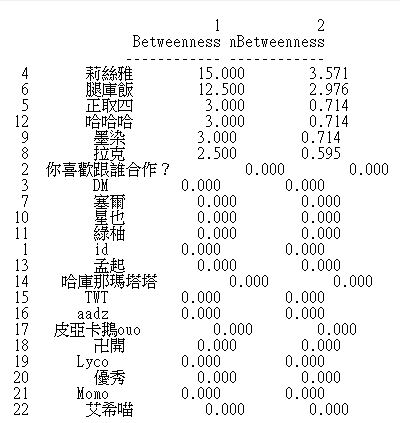 1 2
Betweenness nBetweenness
------------ ------------
4 莉絲雅 15.000 3.571
6 腿庫飯 12.500 2.976
5 正取四 3.000 0.714
12 哈哈哈 3.000 0.714
9 墨染 3.000 0.714
8 拉克 2.500 0.595
2 你喜歡跟誰合作？ 0.000 0.000
3 DM 0.000 0.000
7 塞爾 0.000 0.000
10 星也 0.000 0.000
11 綠柚 0.000 0.000
1 id 0.000 0.000
13 孟起 0.000 0.000
14 哈庫那瑪塔塔 0.000 0.000
15 TWT 0.000 0.000
16 aadz 0.000 0.000
17 皮亞卡鵝ouo 0.000 0.000
18 卍開 0.000 0.000
19 Lyco 0.000 0.000
20 優秀 0.000 0.000
21 Momo 0.000 0.000
22 艾希喵 0.000 0.000